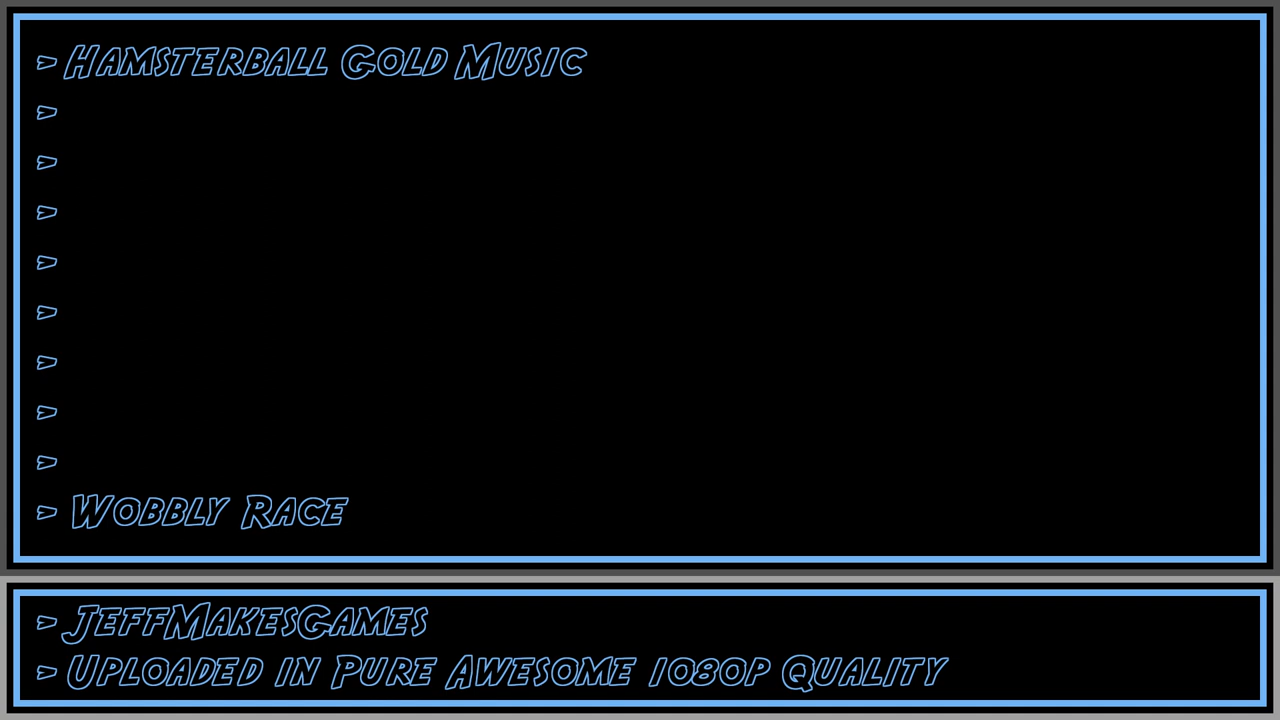 Hamsterball Gold Music
Wobbly Race
JeffMakesGames
Uploaded in Pure Awesome 1080p Quality